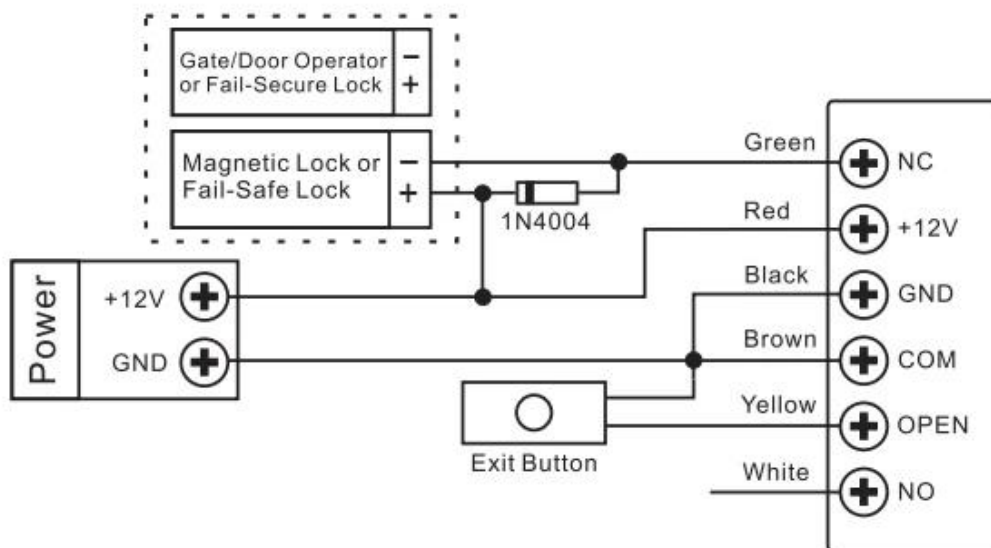 Gate/Door Operator
or Fail-Secure Lock
−
+
Magnetic Lock or
Fail-Safe Lock
−
+
1N4004
Power
+12V
GND
Exit Button
Green
NC
Red
+12V
Black
GND
Brown
COM
Yellow
OPEN
White
NO